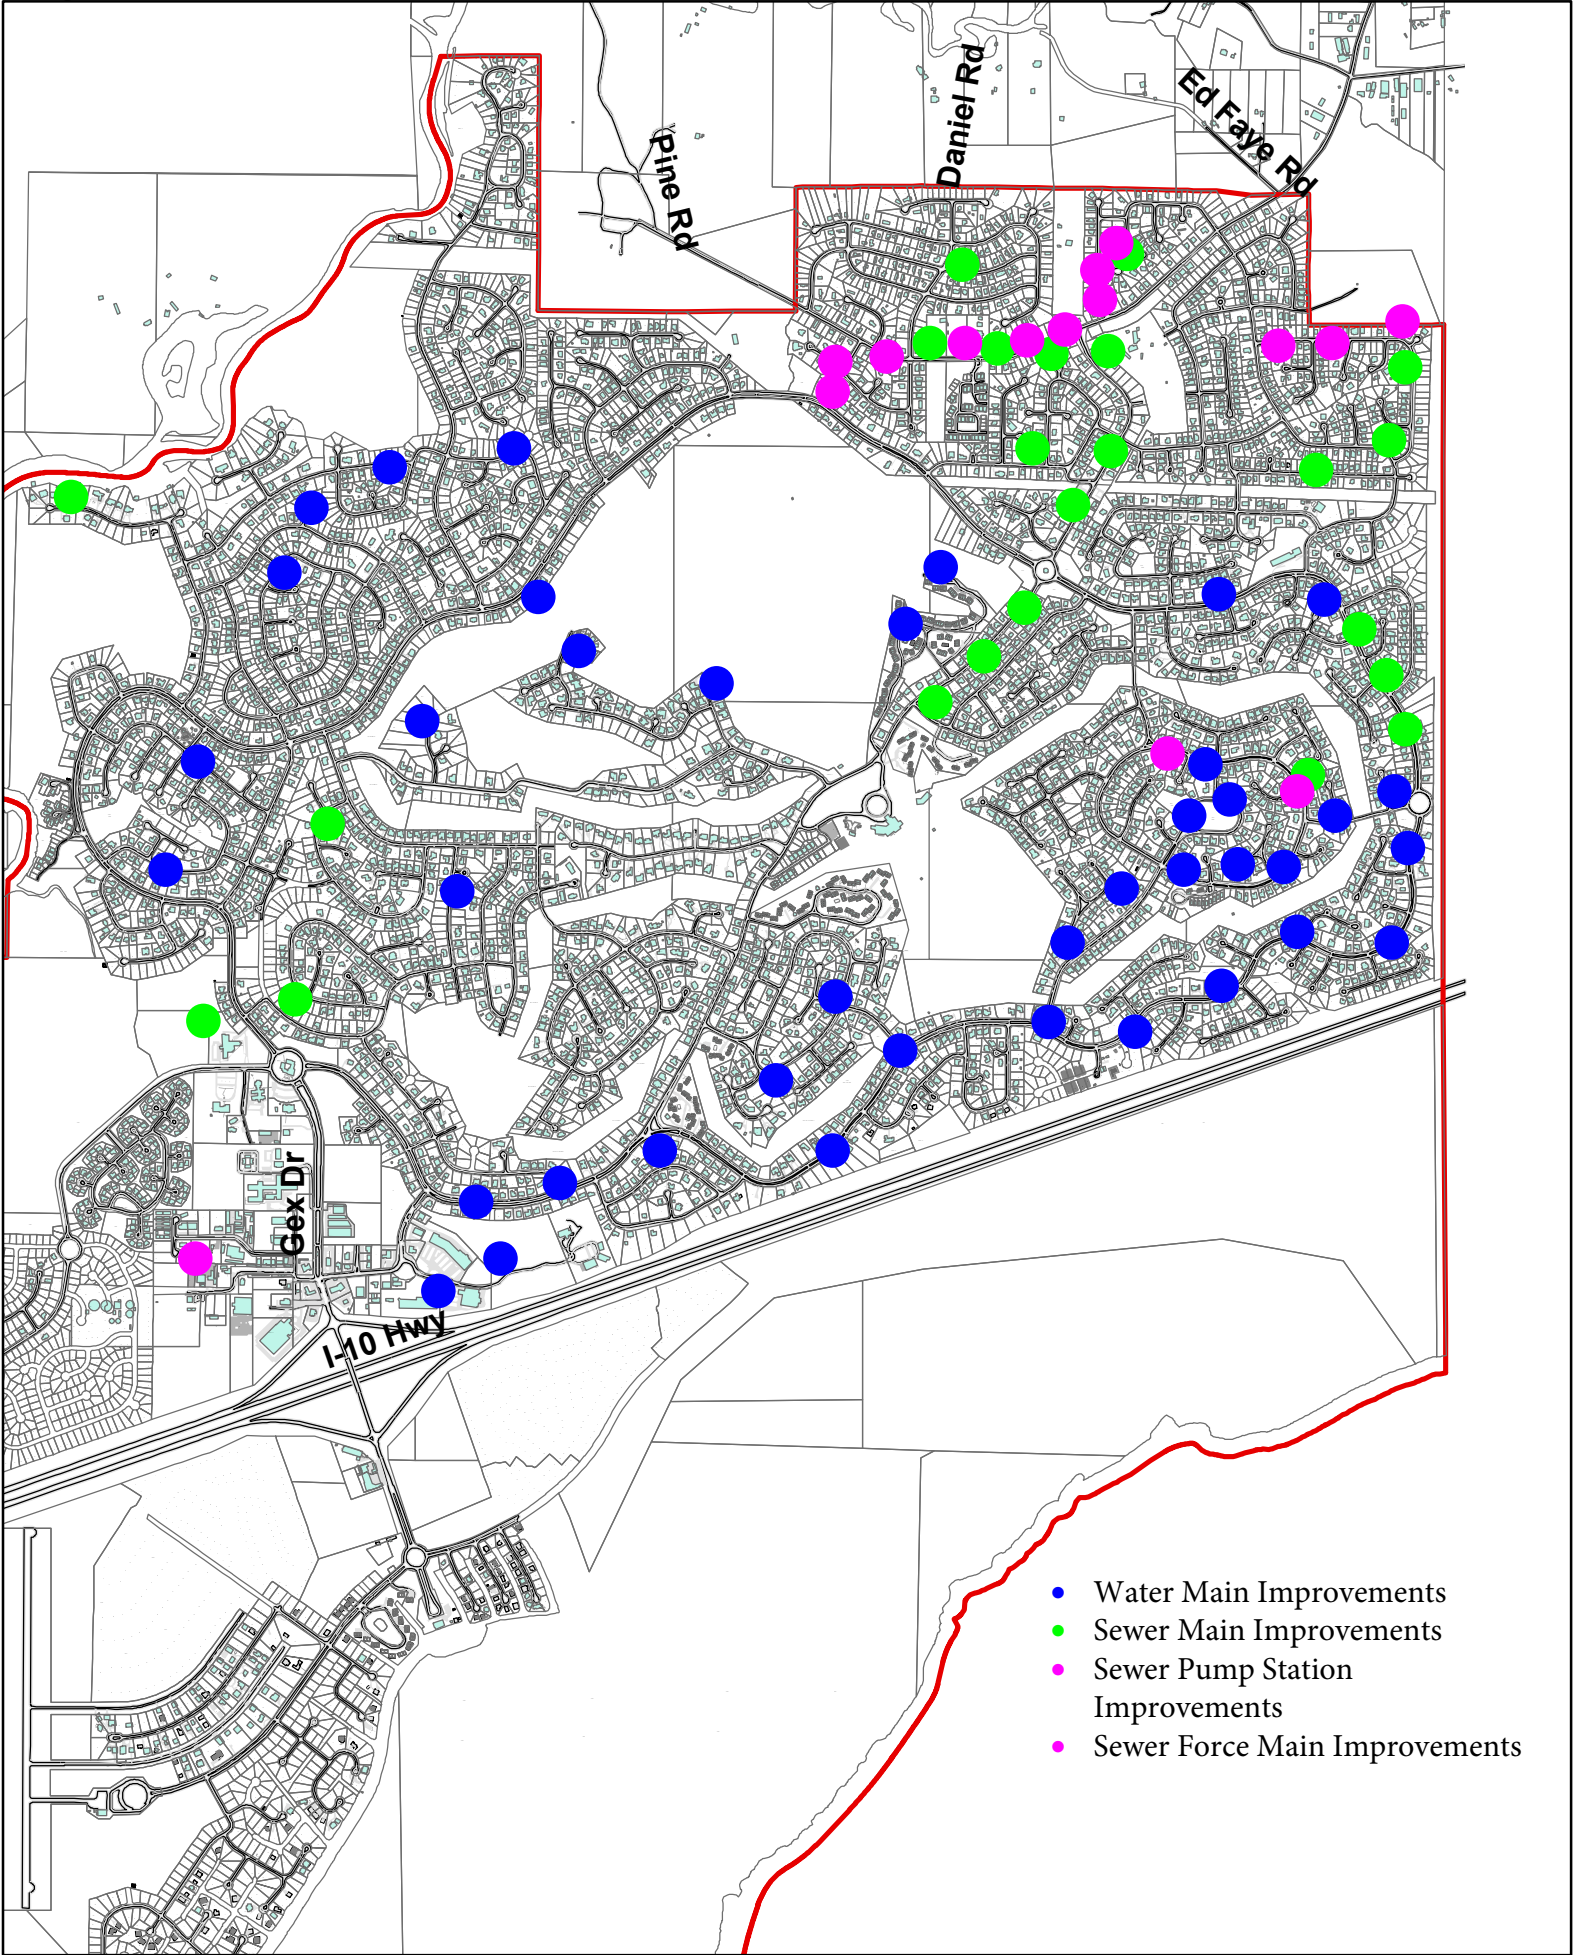 Daniel Rd
Ed Faye Rd
Pine Rd
Gex Dr
I-10 Hwy
Water Main Improvements
Sewer Main Improvements
Sewer Pump Station
Improvements
Sewer Force Main Improvements